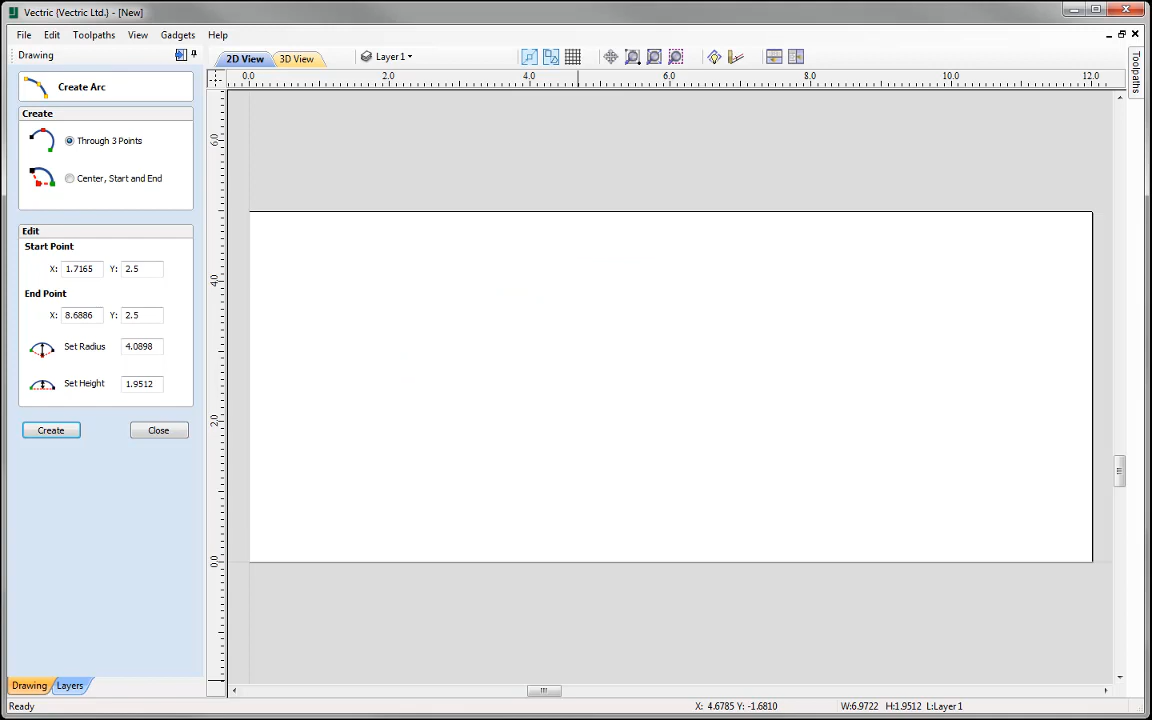 Vectric {Vectric Ltd.} - [New]
File Edit Toolpaths View Gadgets Help
Drawing
2D View 3D View Layer1
Create Arc
Create
Through 3 Points
Center, Start and End
Edit
Start Point
X: 1.7165 Y: 2.5
End Point
X: 8.6886 Y: 2.5
Set Radius 4.0898
Set Height 1.9512
Create Close
0.0 2.0 4.0 6.0 8.0 10.0 12.0
6.0
4.0
2.0
0.0
Toolpaths
Drawing Layers
Ready X: 4.6785 Y: -1.6810 W:6.9722 H:1.9512 L:Layer1